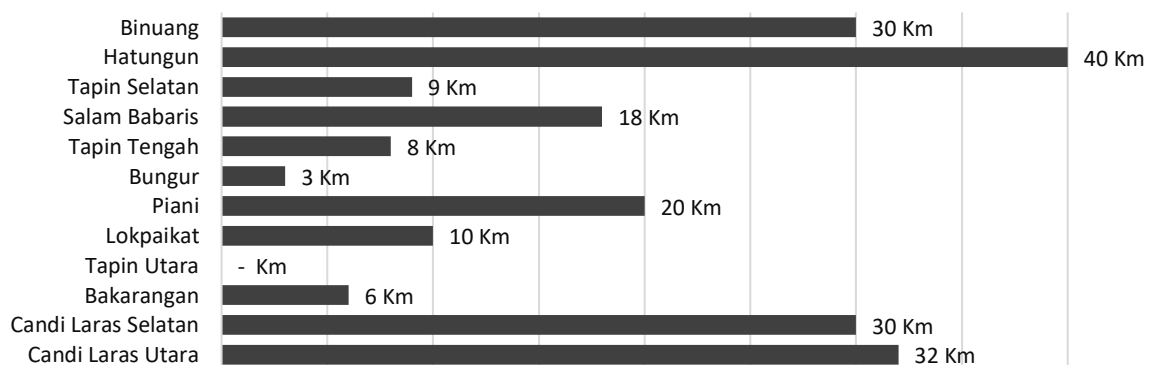 Binuang 30 Km
Hatungun 40 Km
Tapin Selatan 9 Km
Salam Babaris 18 Km
Tapin Tengah 8 Km
Bungur 3 Km
Piani 20 Km
Lokpaikat 10 Km
Tapin Utara - Km
Bakarangan 6 Km
Candi Laras Selatan 30 Km
Candi Laras Utara 32 Km